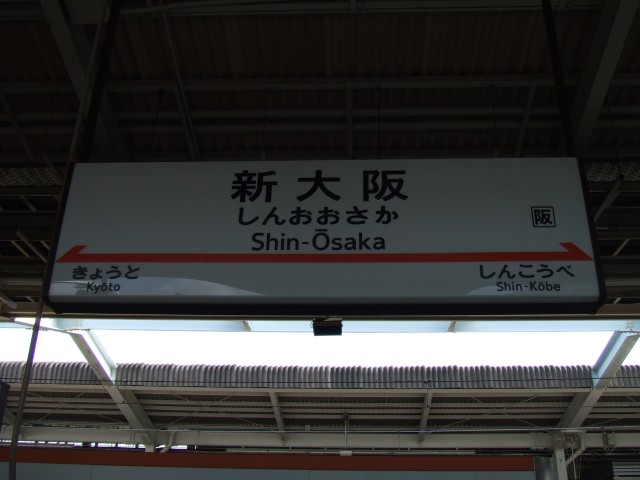 新大阪
しんおおさか
阪
Shin-Ōsaka
きょうと
Kyōto
しんこうべ
Shin-Kōbe